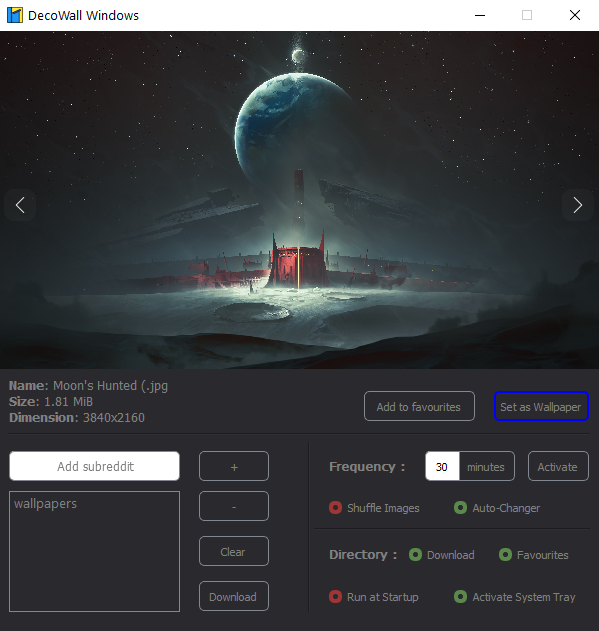 DecoWall Windows
Name: Moon's Hunted (.jpg
Size: 1.81 MiB
Dimension: 3840x2160
Add to favourites
Set as Wallpaper
Add subreddit
+
Frequency :
30
minutes
Activate
wallpapers
-
Shuffle Images
Auto-Changer
Clear
Directory :
Download
Favourites
Download
Run at Startup
Activate System Tray